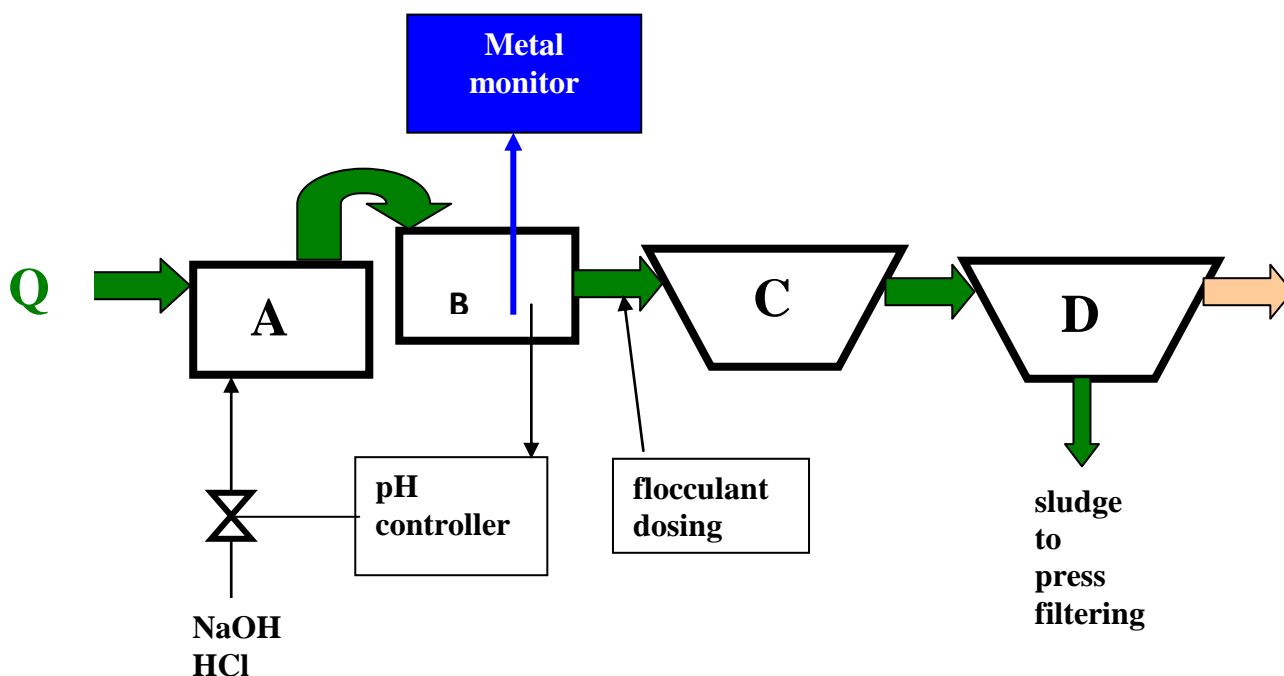 Metal
monitor
Q
A
B
C
D
pH
controller
flocculant
dosing
sludge
to
press
filtering
NaOH
HCl